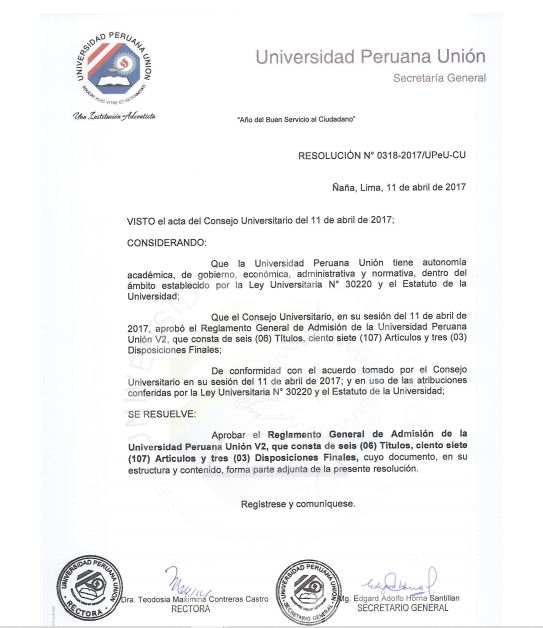 UNIVERSIDAD PERUANA UNIÓN
Una Institución Adventista
Universidad Peruana Unión
Secretaría General
"Año del Buen Servicio al Ciudadano"
RESOLUCIÓN N° 0318-2017/UPeU-CU
Ñaña, Lima, 11 de abril de 2017
VISTO el acta del Consejo Universitario del 11 de abril de 2017;
CONSIDERANDO:
Que la Universidad Peruana Unión tiene autonomía
académica, de gobierno, económica, administrativa y normativa, dentro del
ámbito establecido por la Ley Universitaria N° 30220 y el Estatuto de la
Universidad;
Que el Consejo Universitario, en su sesión del 11 de abril de
2017, aprobó el Reglamento General de Admisión de la Universidad Peruana
Unión V2, que consta de seis (06) Títulos, ciento siete (107) Artículos y tres (03)
Disposiciones Finales;
De conformidad con el acuerdo tomado por el Consejo
Universitario en su sesión del 11 de abril de 2017; y en uso de las atribuciones
conferidas por la Ley Universitaria N° 30220 y el Estatuto de la Universidad;
SE RESUELVE:
Aprobar el Reglamento General de Admisión de la
Universidad Peruana Unión V2, que consta de seis (06) Títulos, ciento siete
(107) Artículos y tres (03) Disposiciones Finales, cuyo documento, en su
estructura y contenido, forma parte adjunta de la presente resolución.
Regístrese y comuníquese.
UNIVERSIDAD PERUANA UNIÓN
RECTORA
Dra. Teodosia Maximina Contreras Castro
RECTORA
UNIVERSIDAD PERUANA UNIÓN
SECRETARIO GENERAL
Mg. Edgard Adolfo Horna Santillan
SECRETARIO GENERAL